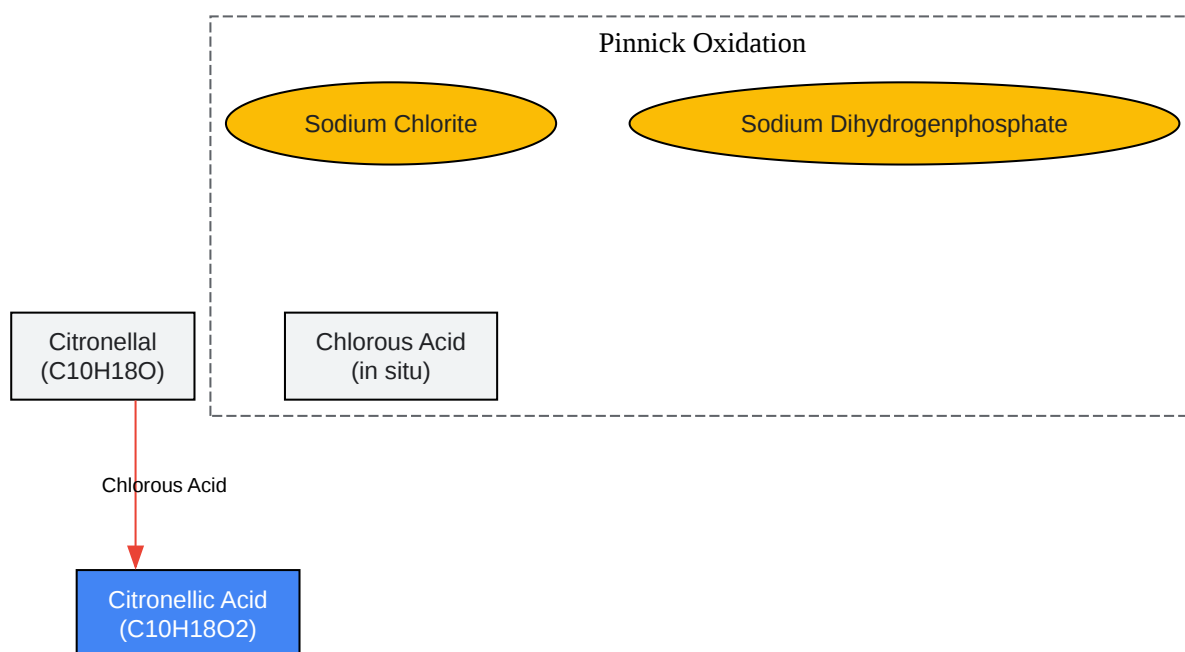 Pinnick Oxidation
Sodium Chlorite
Sodium Dihydrogenphosphate
Citronellal
(C10H18O)
Chlorous Acid
(in situ)
Chlorous Acid
Citronellic Acid
(C10H18O2)